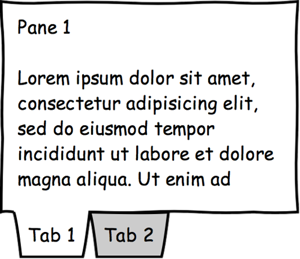 Pane 1
Lorem ipsum dolor sit amet,
consectetur adipisicing elit,
sed do eiusmod tempor
incididunt ut labore et dolore
magna aliqua. Ut enim ad
Tab 1 Tab 2